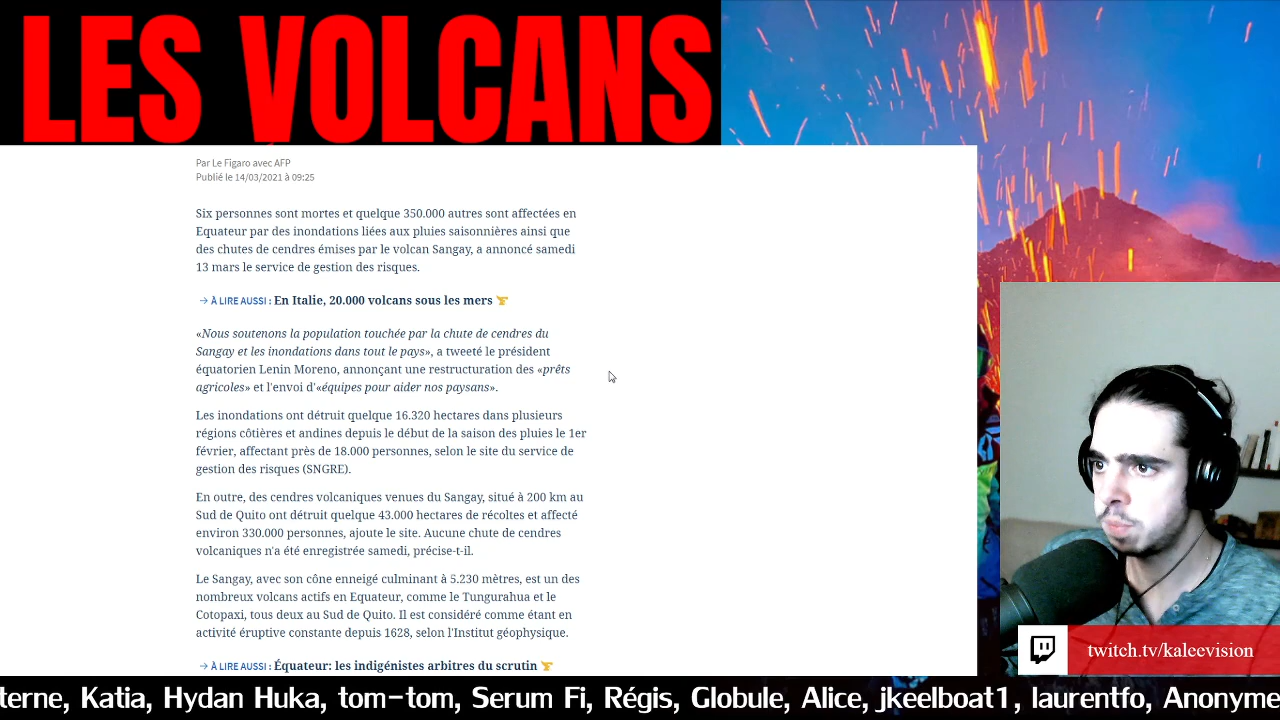 LES VOLCANS
Par Le Figaro avec AFP
Publié le 14/03/2021 à 09:25
Six personnes sont mortes et quelque 350.000 autres sont affectées en
Equateur par des inondations liées aux pluies saisonnières ainsi que
des chutes de cendres émises par le volcan Sangay, a annoncé samedi
13 mars le service de gestion des risques.
→ À LIRE AUSSI : En Italie, 20.000 volcans sous les mers
«Nous soutenons la population touchée par la chute de cendres du
Sangay et les inondations dans tout le pays», a tweeté le président
équatorien Lenin Moreno, annonçant une restructuration des «prêts
agricoles» et l'envoi d'«équipes pour aider nos paysans».
Les inondations ont détruit quelque 16.320 hectares dans plusieurs
régions côtières et andines depuis le début de la saison des pluies le 1er
février, affectant près de 18.000 personnes, selon le site du service de
gestion des risques (SNGRE).
En outre, des cendres volcaniques venues du Sangay, situé à 200 km au
Sud de Quito ont détruit quelque 43.000 hectares de récoltes et affecté
environ 330.000 personnes, ajoute le site. Aucune chute de cendres
volcaniques n'a été enregistrée samedi, précise-t-il.
Le Sangay, avec son cône enneigé culminant à 5.230 mètres, est un des
nombreux volcans actifs en Equateur, comme le Tungurahua et le
Cotopaxi, tous deux au Sud de Quito. Il est considéré comme étant en
activité éruptive constante depuis 1628, selon l'Institut géophysique.
→ À LIRE AUSSI : Équateur: les indigénistes arbitres du scrutin
twitch.tv/kaleevision
terne, Katia, Hydan Huka, tom-tom, Serum Fi, Régis, Globule, Alice, jkeelboat1, laurentfo, Anonyme